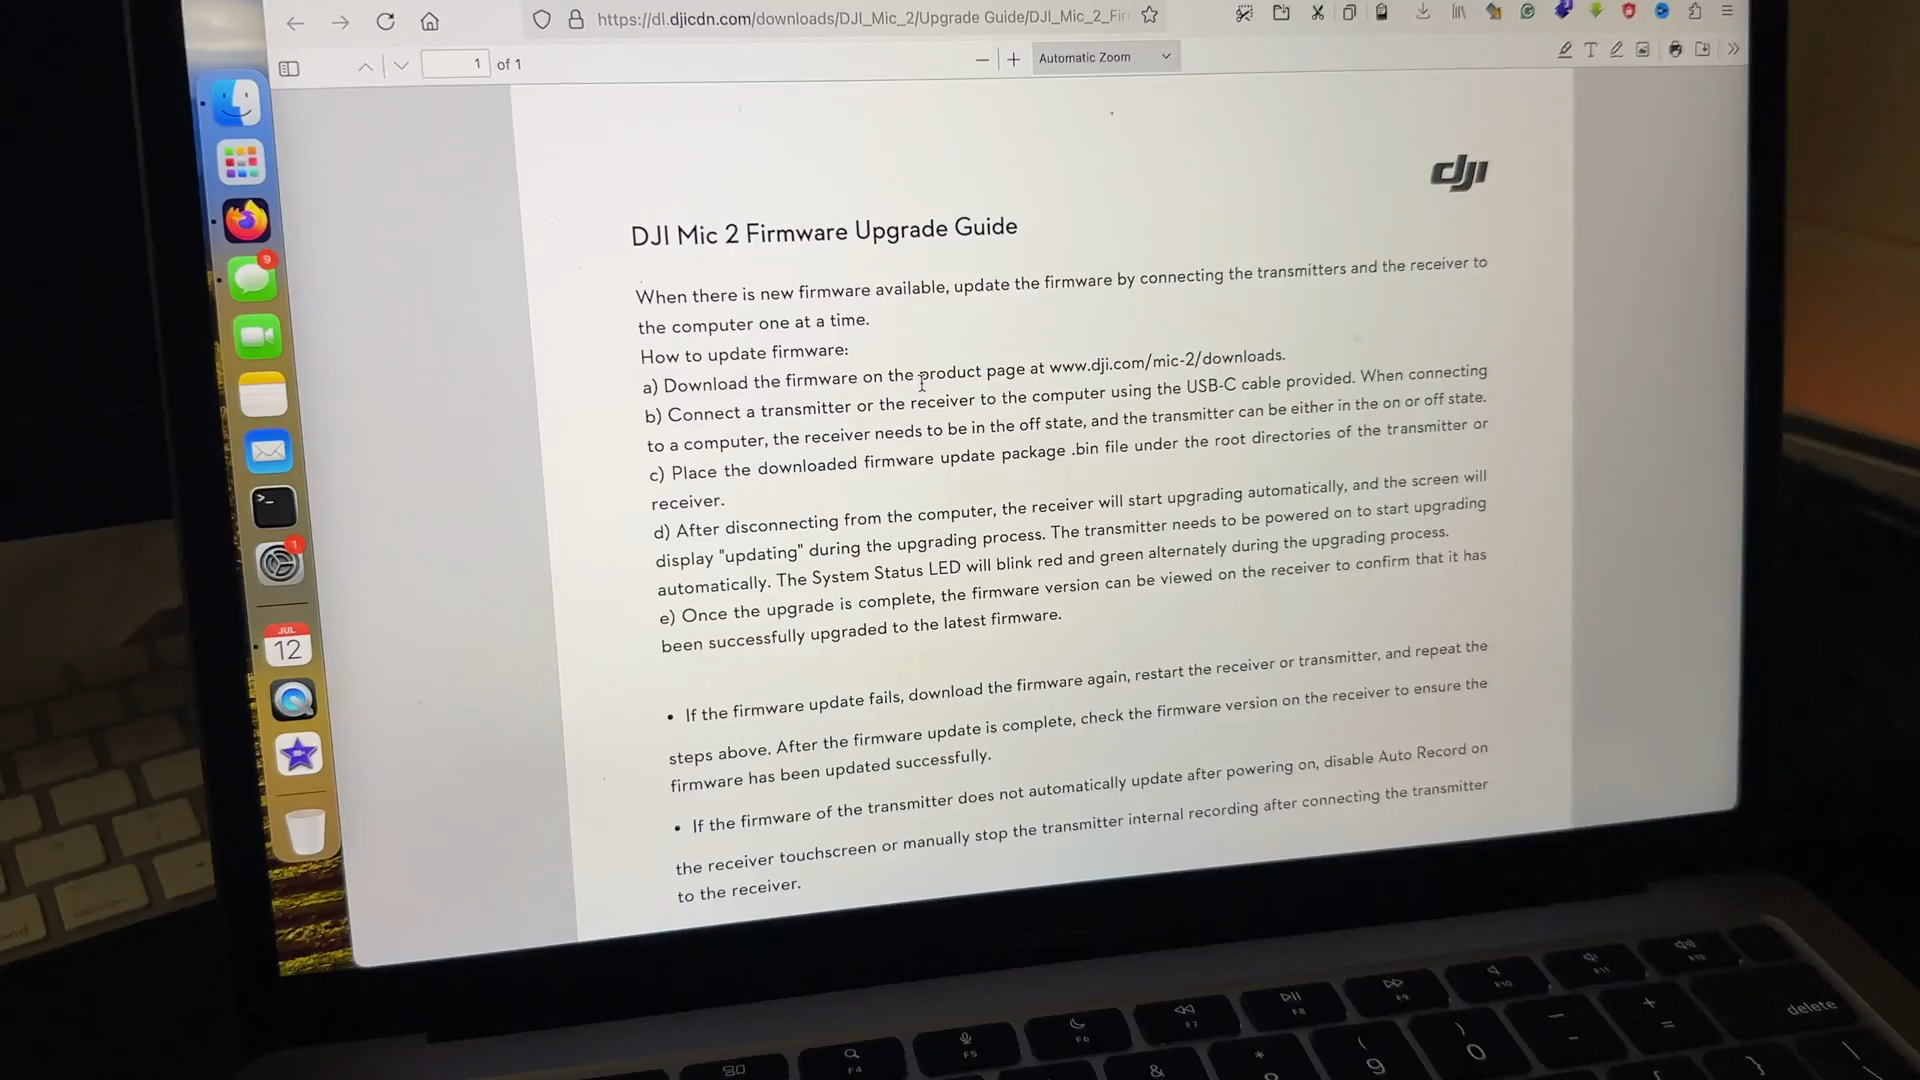 https://dl.djicdn.com/downloads/DJI_Mic_2/Upgrade Guide/DJI_Mic_2_Fir
1 of 1
Automatic Zoom
dji
DJI Mic 2 Firmware Upgrade Guide
When there is new firmware available, update the firmware by connecting the transmitters and the receiver to
the computer one at a time.
How to update firmware:
a) Download the firmware on the product page at www.dji.com/mic-2/downloads.
b) Connect a transmitter or the receiver to the computer using the USB-C cable provided. When connecting
to a computer, the receiver needs to be in the off state, and the transmitter can be either in the on or off state.
c) Place the downloaded firmware update package .bin file under the root directories of the transmitter or
receiver.
d) After disconnecting from the computer, the receiver will start upgrading automatically, and the screen will
display "updating" during the upgrading process. The transmitter needs to be powered on to start upgrading
automatically. The System Status LED will blink red and green alternately during the upgrading process.
e) Once the upgrade is complete, the firmware version can be viewed on the receiver to confirm that it has
been successfully upgraded to the latest firmware.
• If the firmware update fails, download the firmware again, restart the receiver or transmitter, and repeat the
steps above. After the firmware update is complete, check the firmware version on the receiver to ensure the
firmware has been updated successfully.
• If the firmware of the transmitter does not automatically update after powering on, disable Auto Record on
the receiver touchscreen or manually stop the transmitter internal recording after connecting the transmitter
to the receiver.
9
1
JUL
12
F4
F5
F6
F7
F8
F9
F10
F11
F12
delete
&
*
(
9
)
0
—
-
+
=
}